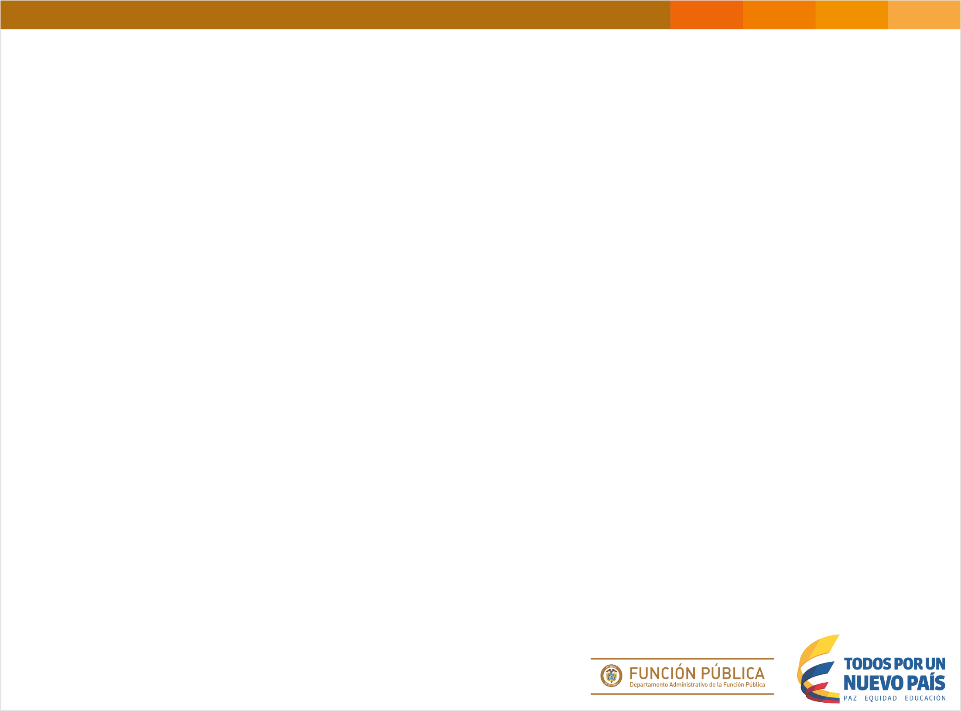 FUNCIÓN PÚBLICA
Departamento Administrativo de la Función Pública
TODOS POR UN
NUEVO PAÍS
PAZ EQUIDAD EDUCACIÓN